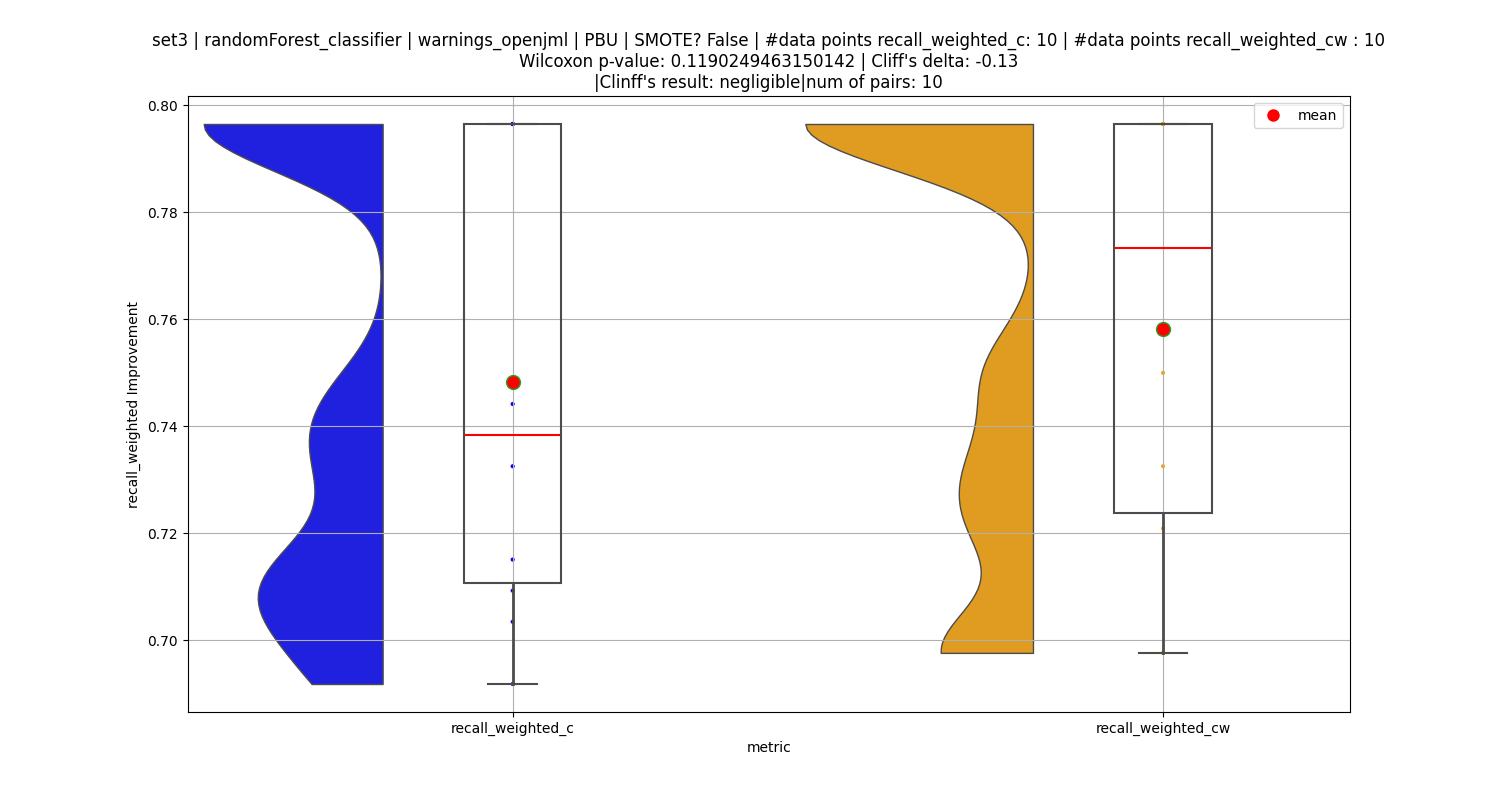 set3 | randomForest_classifier | warnings_openjml | PBU | SMOTE? False | #data points recall_weighted_c: 10 | #data points recall_weighted_cw : 10
Wilcoxon p-value: 0.1190249463150142 | Cliff's delta: -0.13
|Clinff's result: negligible|num of pairs: 10
mean
0.80
0.78
0.76
0.74
0.72
0.70
recall_weighted Improvement
recall_weighted_c
recall_weighted_cw
metric